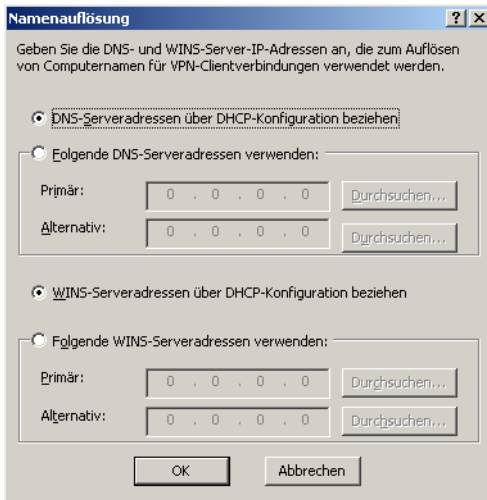 Namenauflösung
Geben Sie die DNS- und WINS-Server-IP-Adressen an, die zum Auflösen
von Computernamen für VPN-Clientverbindungen verwendet werden.
DNS-Serveradressen über DHCP-Konfiguration beziehen
Folgende DNS-Serveradressen verwenden:
Primär: 0 . 0 . 0 . 0 Durchsuchen...
Alternativ: 0 . 0 . 0 . 0 Durchsuchen...
WINS-Serveradressen über DHCP-Konfiguration beziehen
Folgende WINS-Serveradressen verwenden:
Primär: 0 . 0 . 0 . 0 Durchsuchen...
Alternativ: 0 . 0 . 0 . 0 Durchsuchen...
OK Abbrechen